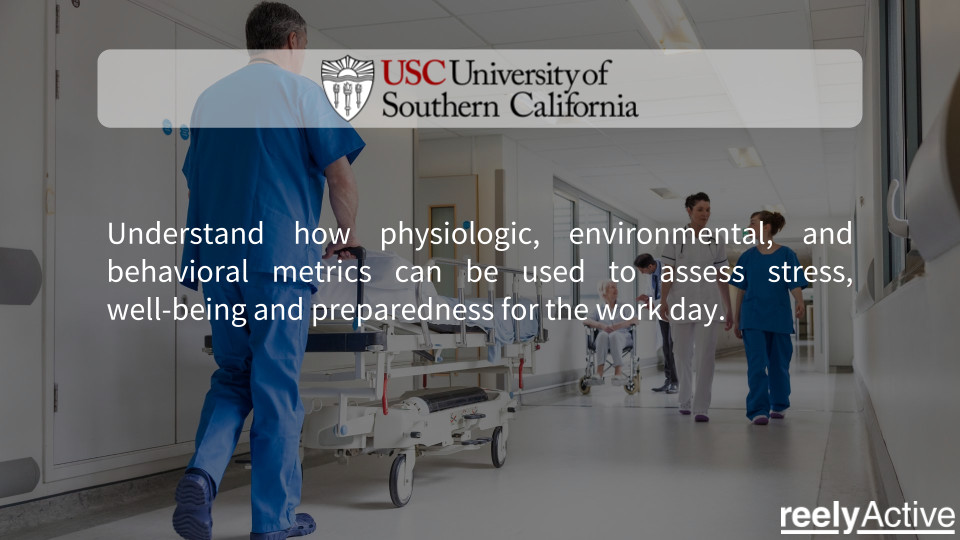 USC University of
Southern California
Understand how physiologic, environmental, and
behavioral metrics can be used to assess stress,
well-being and preparedness for the work day.
reelyActive